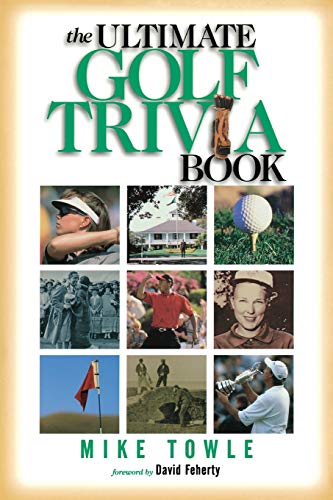 the ULTIMATE
GOLF
TRIVIA
BOOK
MIKE TOWLE
foreword by David Feherty